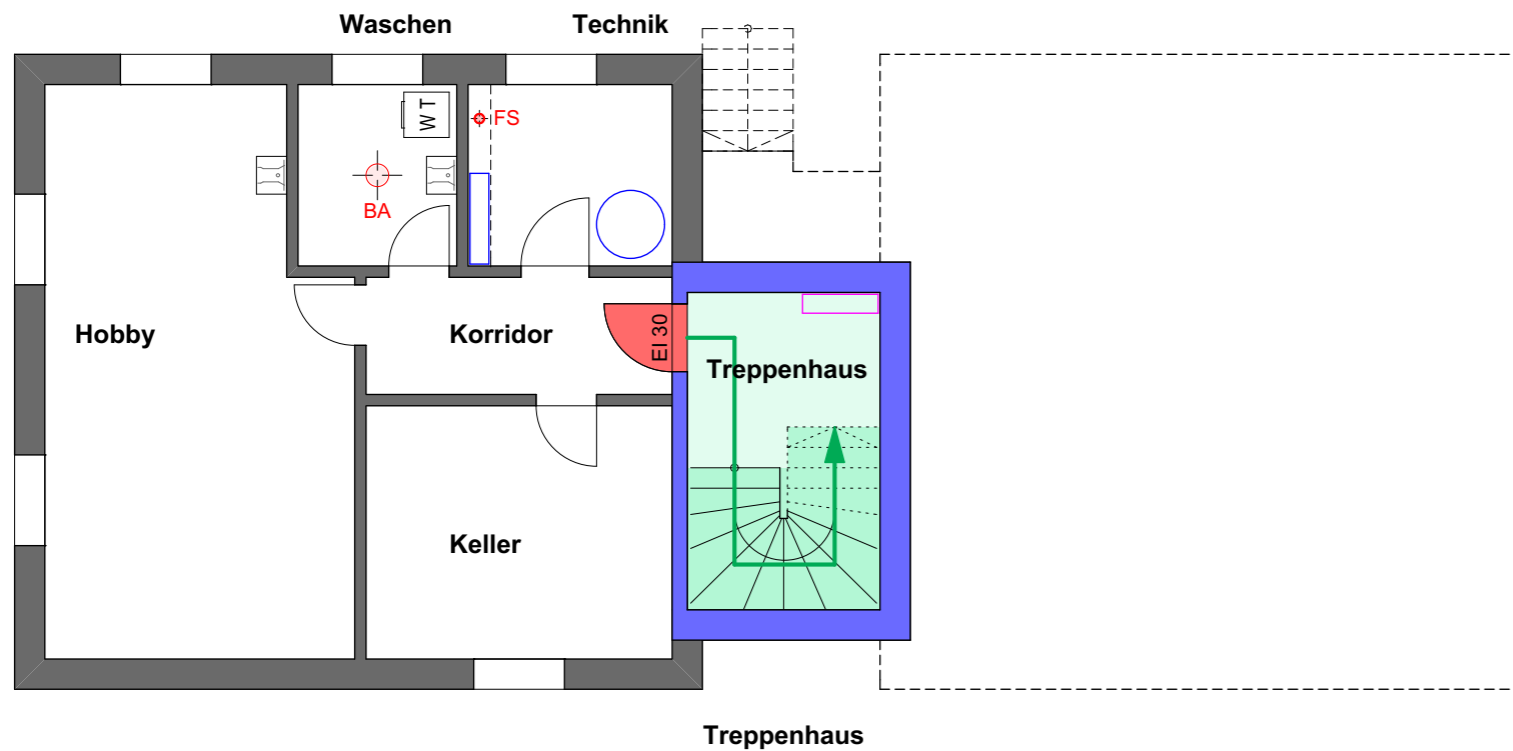 Waschen
Technik
W T
FS
BA
Hobby
Korridor
EI 30
Treppenhaus
Keller
Treppenhaus